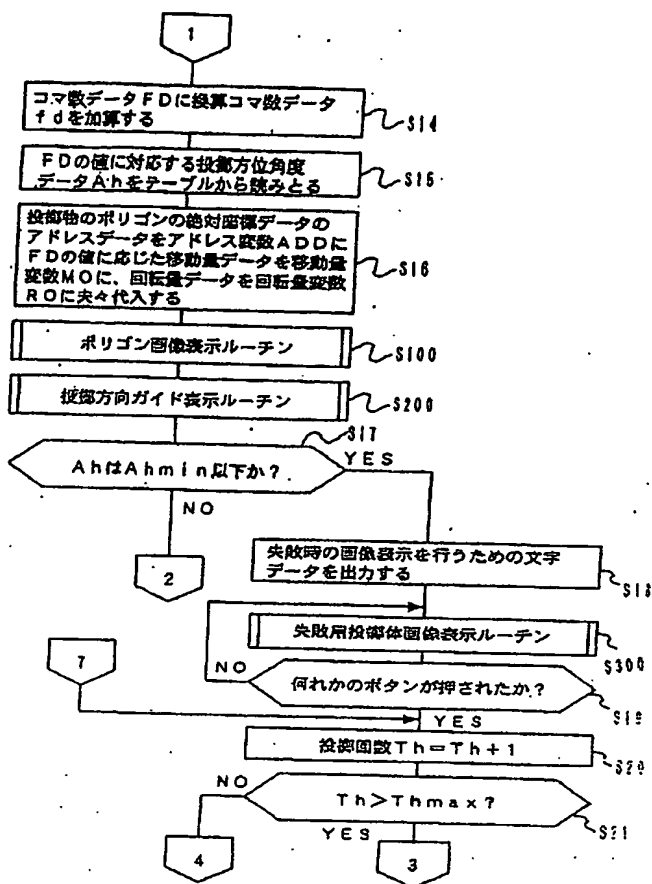 1
コマ数データFDに換算コマ数データ
fdを加算する
S14
FDの値に対応する投擲方位角度
データAhをテーブルから読みとる
S15
投擲物のポリゴンの絶対座標データの
アドレスデータをアドレス変数ADDに
FDの値に応じた移動量データを移動量
変数MOに、回転量データを回転量変数
ROに夫々代入する
S16
ポリゴン画像表示ルーチン
S100
投擲方向ガイド表示ルーチン
S200
S17
AhはAhmin以下か?
YES
NO
2
失敗時の画像表示を行うための文字
データを出力する
S18
失敗用投擲体画像表示ルーチン
S300
7
NO
何れかのボタンが押されたか?
S19
YES
投擲回数Th=Th+1
S20
NO
Th>Thmax?
S21
YES
4
3